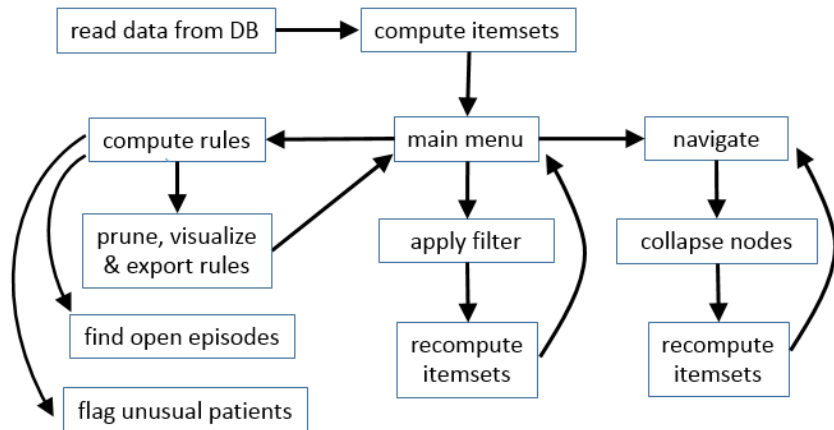 read data from DB
compute itemsets
compute rules
main menu
navigate
prune, visualize
& export rules
apply filter
collapse nodes
find open episodes
recompute
itemsets
recompute
itemsets
flag unusual patients